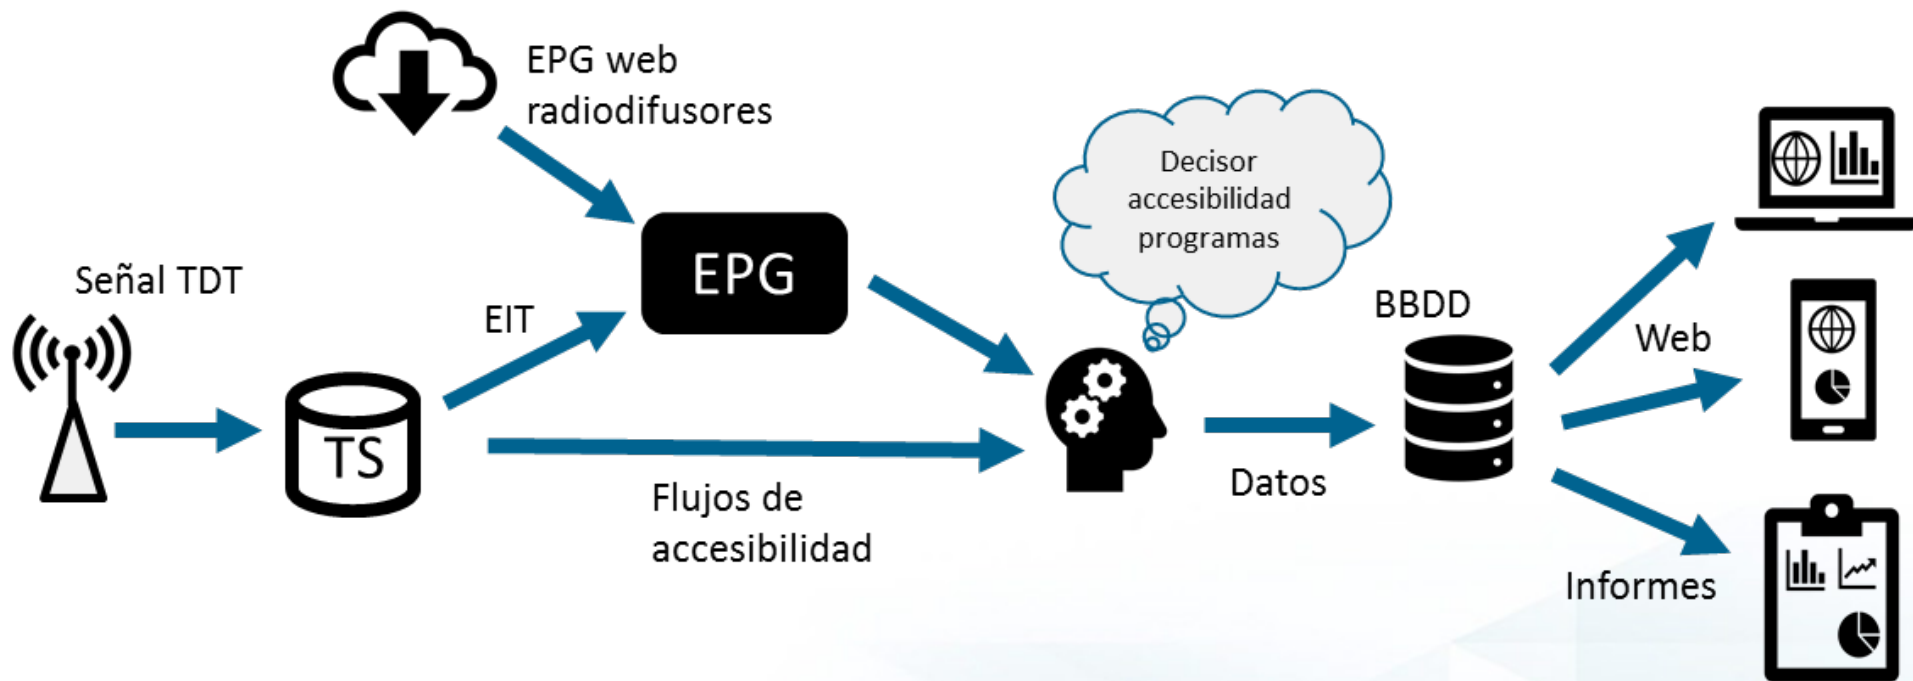 EPG web
radiodifusores
Decisor
accesibilidad
programas
Señal TDT
EPG
EIT
BBDD
Web
TS
Datos
Flujos de
accesibilidad
Informes